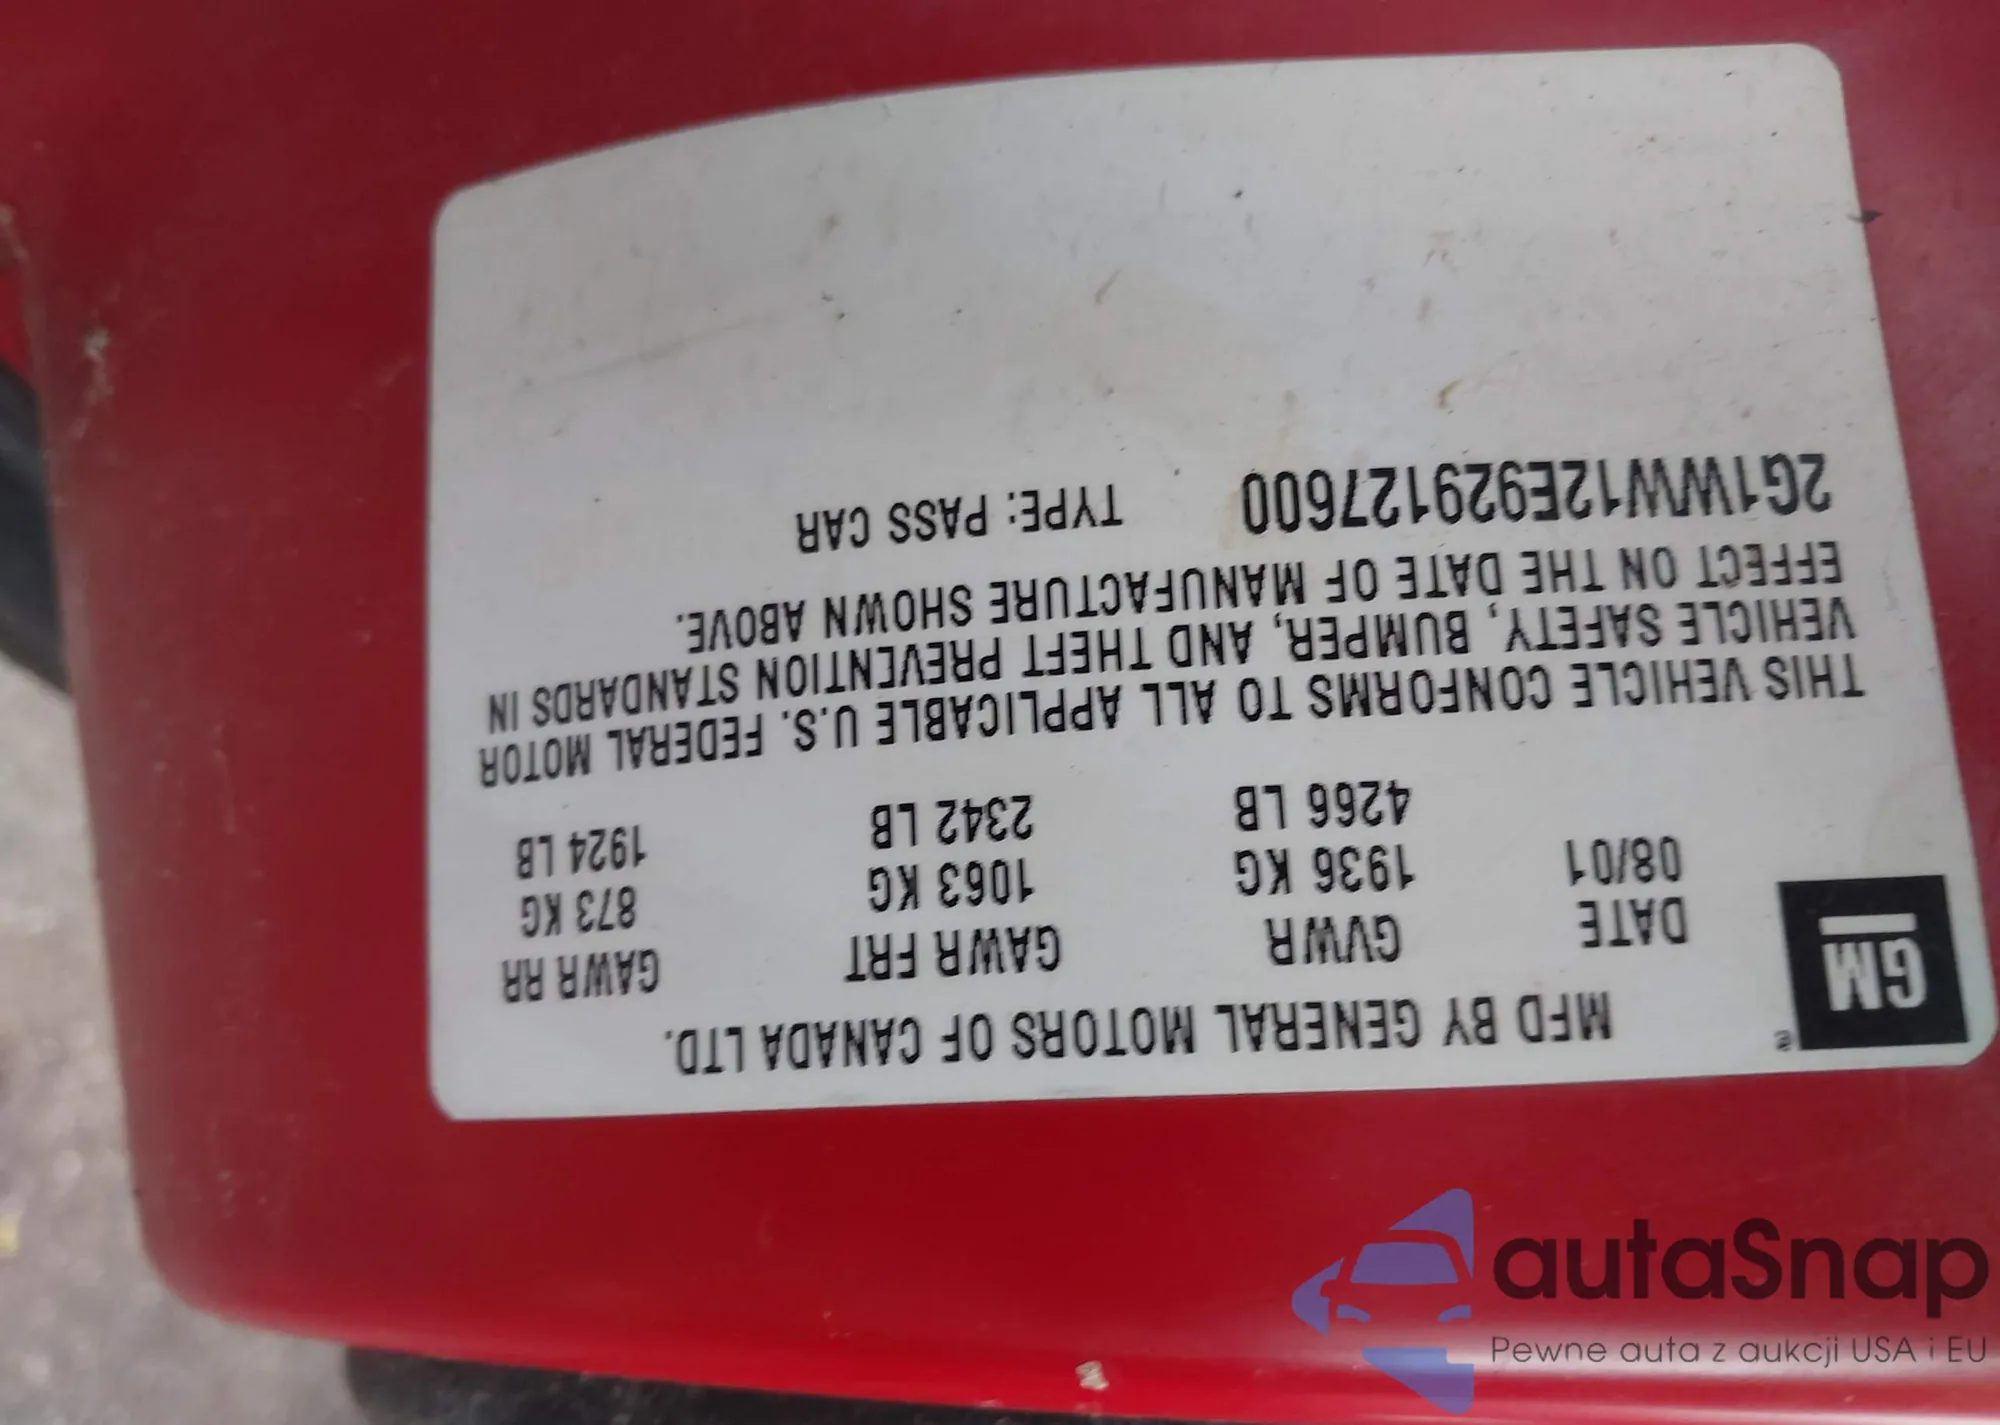 GM
MFD BY GENERAL MOTORS OF CANADA LTD.
DATE GVWR GAWR FRT GAWR RR
08/01 1936 KG 1063 KG 873 KG
4266 LB 2342 LB 1924 LB
THIS VEHICLE CONFORMS TO ALL APPLICABLE U.S. FEDERAL MOTOR
VEHICLE SAFETY, BUMPER, AND THEFT PREVENTION STANDARDS IN
EFFECT ON THE DATE OF MANUFACTURE SHOWN ABOVE.
2G1WW12E929127600 TYPE: PASS CAR
autaSnap
Pewne auta z aukcji USA i EU